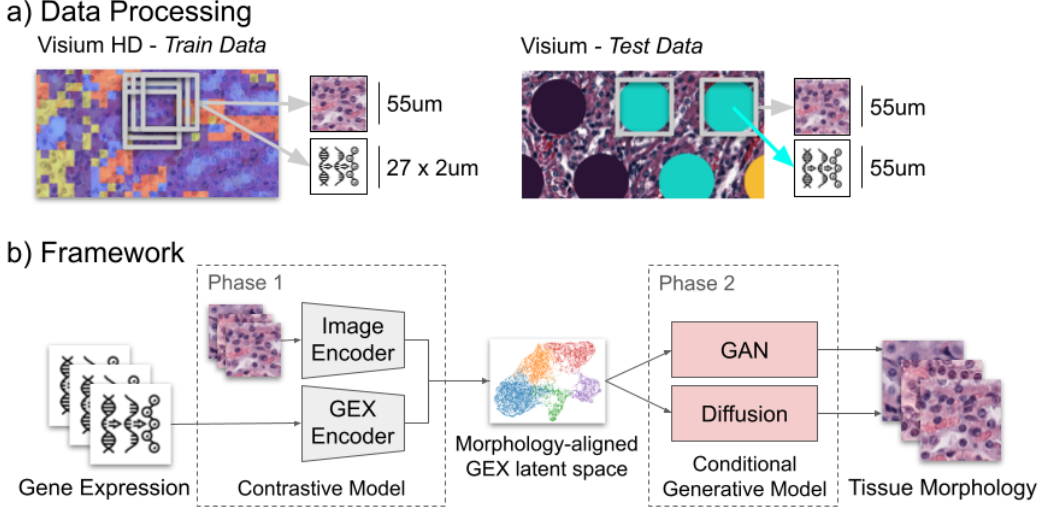 a) Data Processing
Visium HD - Train Data
Visium - Test Data
55um
27 x 2um
55um
55um
b) Framework
Phase 1
Image
Encoder
GEX
Encoder
Gene Expression
Contrastive Model
Morphology-aligned
GEX latent space
Phase 2
GAN
Diffusion
Conditional
Generative Model
Tissue Morphology